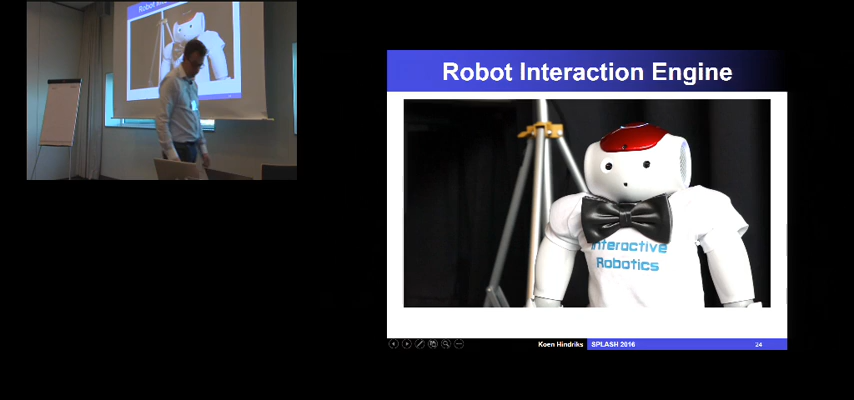 Robot Interaction Engine
Interactive
Robotics
Koen Hindriks SPLASH 2016 24